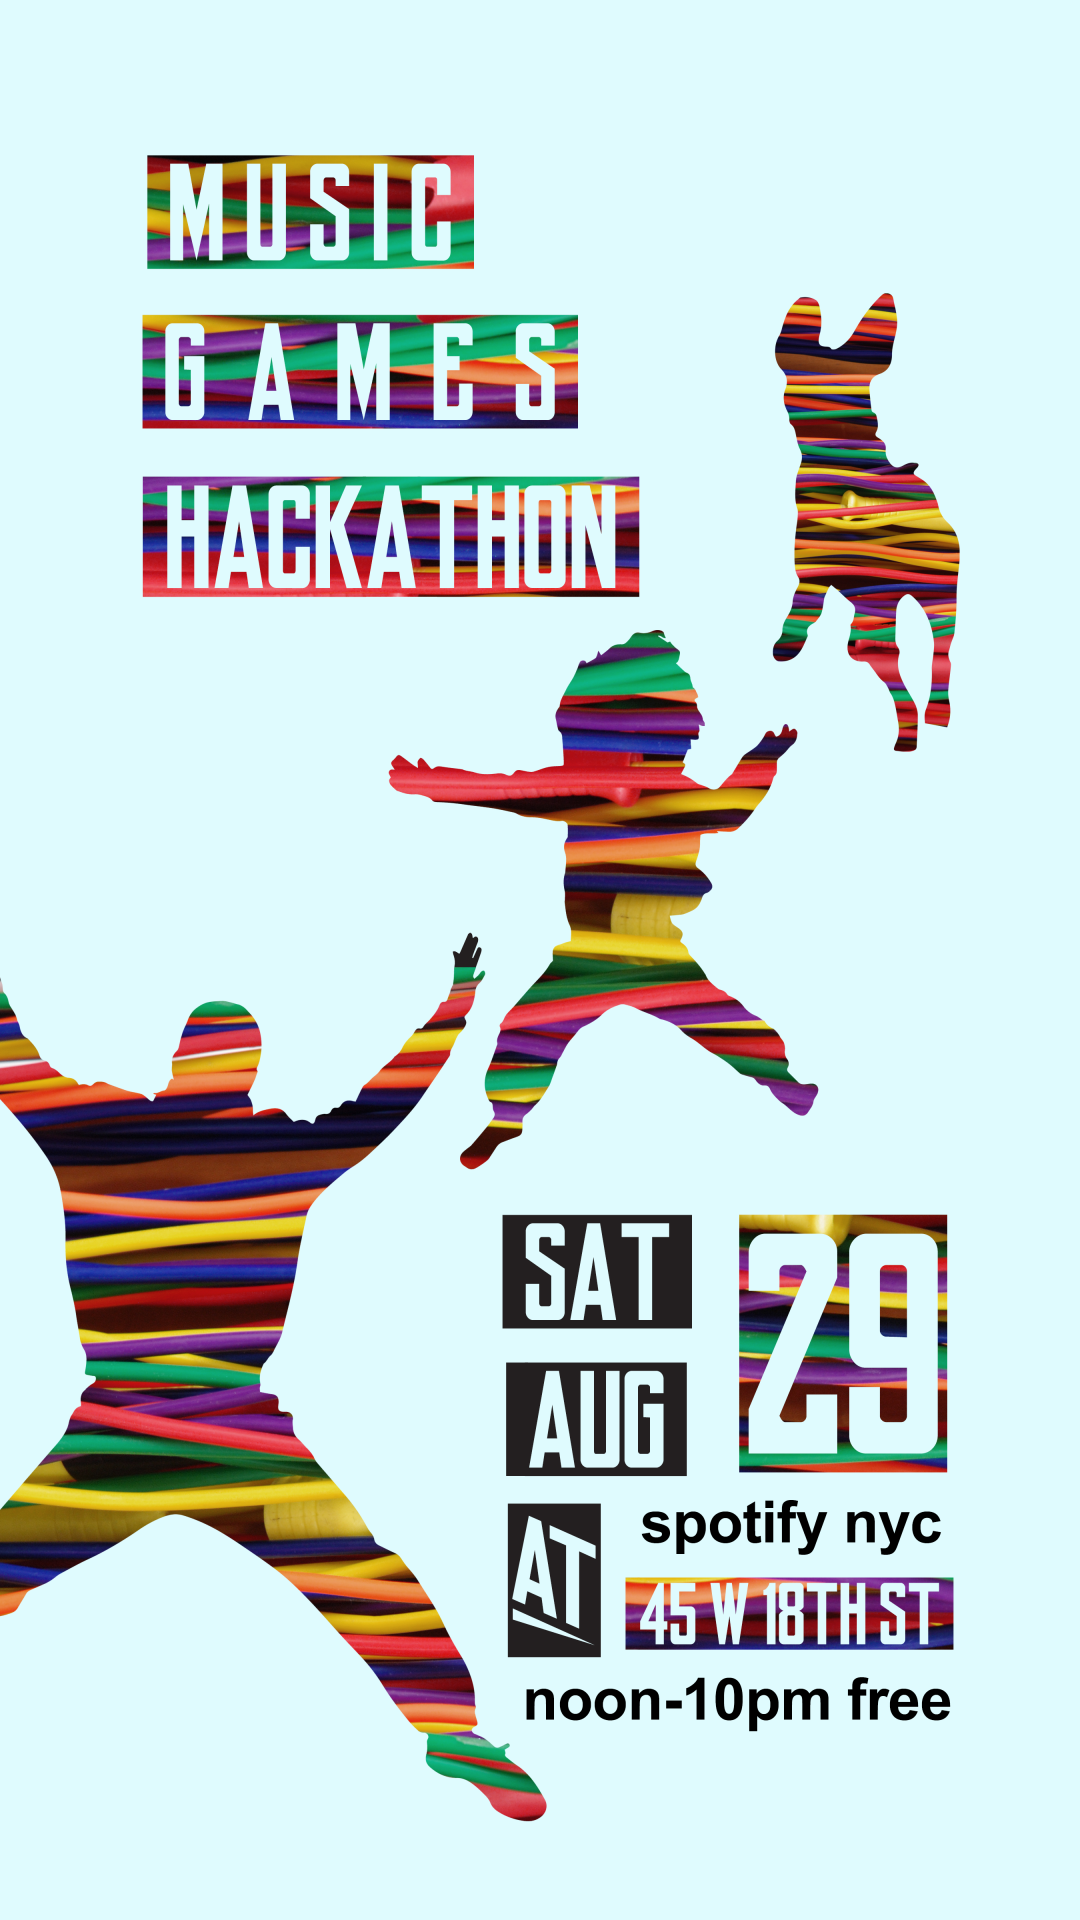 MUSIC
GAMES
HACKATHON
SAT
AUG
29
AT
spotify nyc
45 W 18TH ST
noon-10pm free